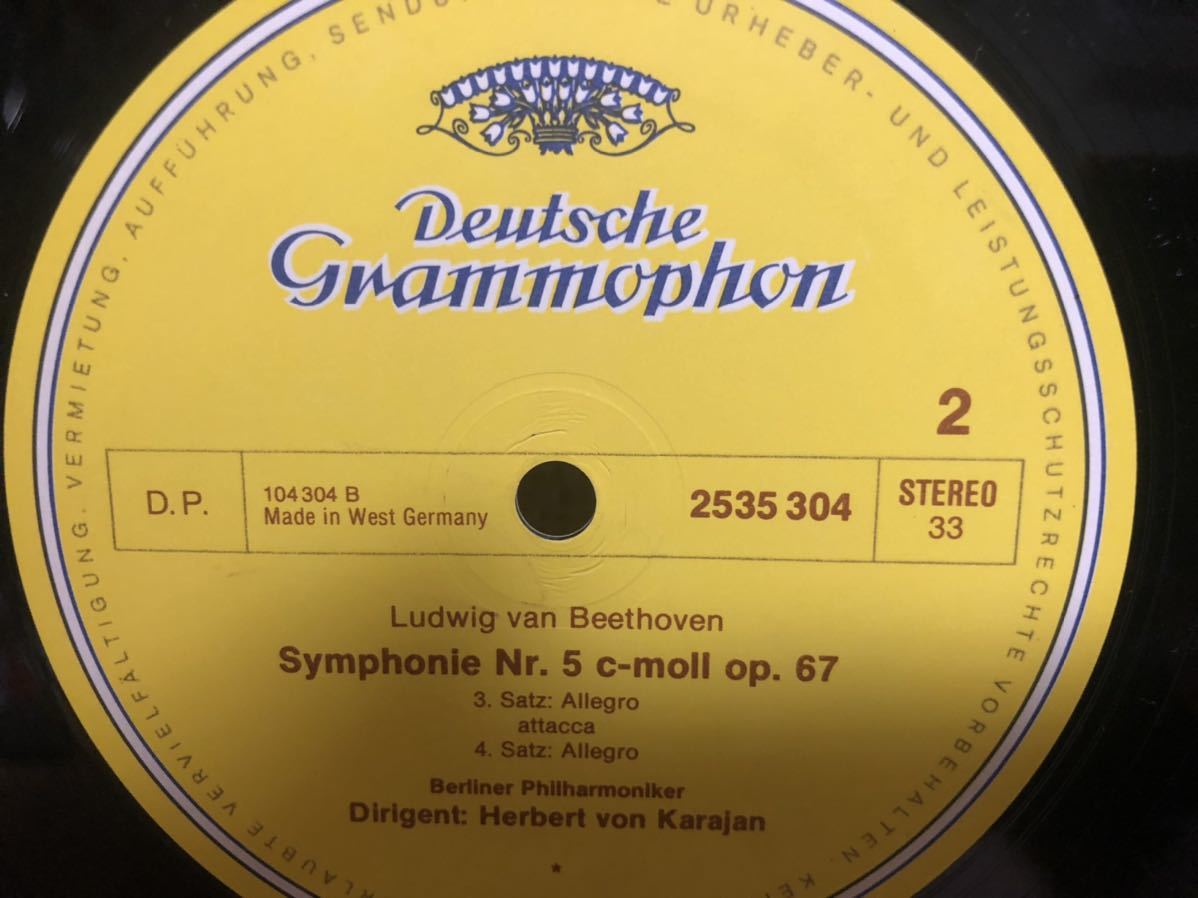 Deutsche
Grammophon
2
D.P.
104 304 B
Made in West Germany
2535 304
STEREO
33
Ludwig van Beethoven
Symphonie Nr. 5 c-moll op. 67
3. Satz: Allegro
attacca
4. Satz: Allegro
Berliner Philharmoniker
Dirigent: Herbert von Karajan
*
VERVIELFÄLTIGUNG, VERMIETUNG, AUFFÜHRUNG,
URHEBER- UND LEISTUNGSSCHUTZRECHTE VORBEHALTEN.